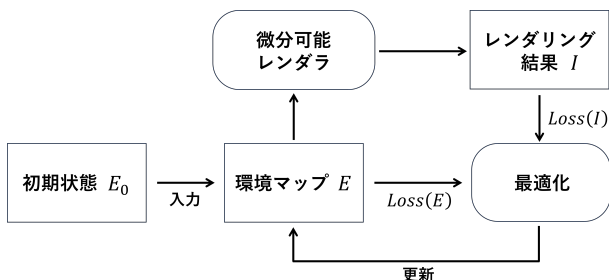 微分可能
レンダラ
レンダリング
結果 I
Loss(I)
初期状態 E₀
入力
環境マップ E
Loss(E)
最適化
更新